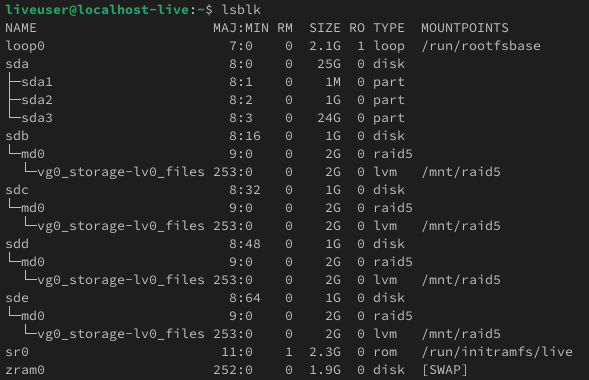 liveuser@localhost-live:~$ lsblk
NAME                      MAJ:MIN RM  SIZE RO TYPE  MOUNTPOINTS
loop0                       7:0    0  2.1G  1 loop  /run/rootfsbase
sda                         8:0    0   25G  0 disk
├─sda1                      8:1    0    1M  0 part
├─sda2                      8:2    0    1G  0 part
└─sda3                      8:3    0   24G  0 part
sdb                         8:16   0    1G  0 disk
└─md0                       9:0    0    2G  0 raid5
  └─vg0_storage-lv0_files 253:0    0    2G  0 lvm   /mnt/raid5
sdc                         8:32   0    1G  0 disk
└─md0                       9:0    0    2G  0 raid5
  └─vg0_storage-lv0_files 253:0    0    2G  0 lvm   /mnt/raid5
sdd                         8:48   0    1G  0 disk
└─md0                       9:0    0    2G  0 raid5
  └─vg0_storage-lv0_files 253:0    0    2G  0 lvm   /mnt/raid5
sde                         8:64   0    1G  0 disk
└─md0                       9:0    0    2G  0 raid5
  └─vg0_storage-lv0_files 253:0    0    2G  0 lvm   /mnt/raid5
sr0                        11:0    1  2.3G  0 rom   /run/initramfs/live
zram0                     252:0    0  1.9G  0 disk  [SWAP]